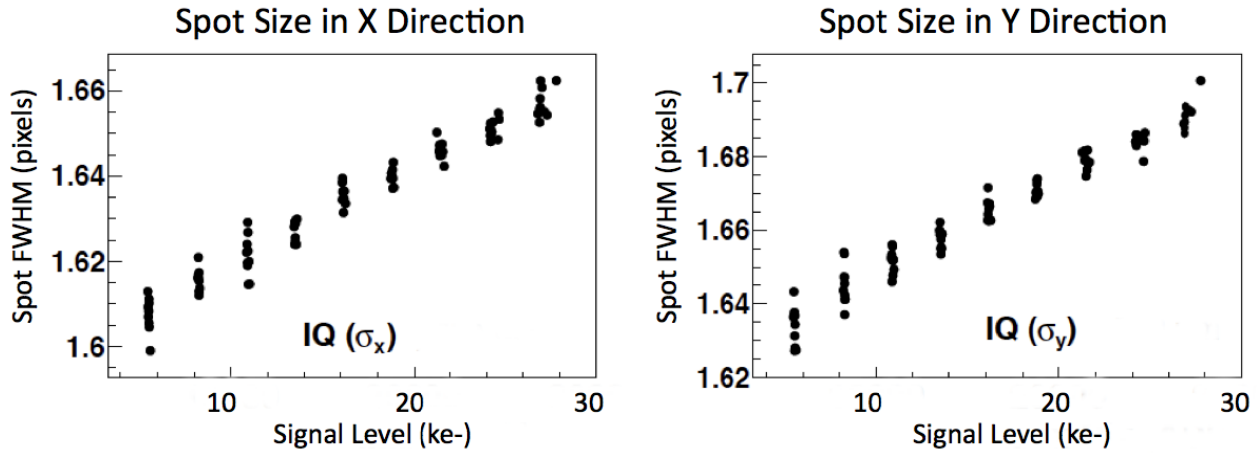 Spot Size in X Direction
Spot FWHM (pixels)
1.66
1.64
1.62
1.6
IQ (σx)
10 20 30
Signal Level (ke-)
Spot Size in Y Direction
Spot FWHM (pixels)
1.7
1.68
1.66
1.64
1.62
IQ (σy)
10 20 30
Signal Level (ke-)